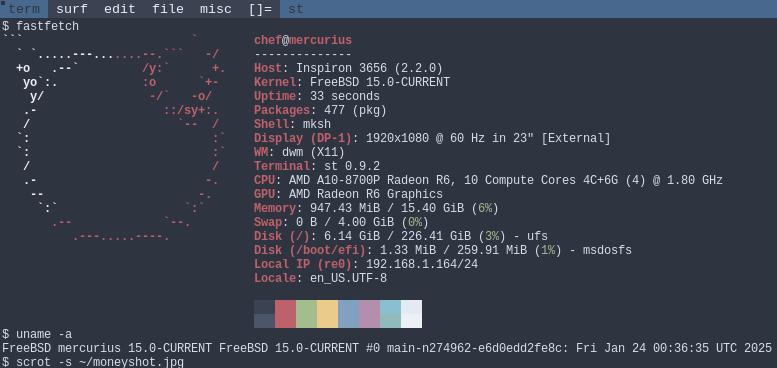 term surf edit file misc []= st
$ fastfetch
```                        `
  ` `.....---.......--.```   -/    chef@mercurius
  +o   .--`         /y:`      +.   --------------
   yo`:.            :o      `+-    Host: Inspiron 3656 (2.2.0)
    y/               -/`   -o/     Kernel: FreeBSD 15.0-CURRENT
   .-                  ::/sy+:.    Uptime: 33 seconds
   /                     `--  /    Packages: 477 (pkg)
  `:                          :`   Shell: mksh
  `:                          :`   Display (DP-1): 1920x1080 @ 60 Hz in 23" [External]
   /                          /    WM: dwm (X11)
   .-                        -.    Terminal: st 0.9.2
    --                      -.     CPU: AMD A10-8700P Radeon R6, 10 Compute Cores 4C+6G (4) @ 1.80 GHz
     `:`                  `:`      GPU: AMD Radeon R6 Graphics
       .--             `--.        Memory: 947.43 MiB / 15.40 GiB (6%)
          .---.....----.           Swap: 0 B / 4.00 GiB (0%)
Disk (/): 6.14 GiB / 226.41 GiB (3%) - ufs
Disk (/boot/efi): 1.33 MiB / 259.91 MiB (1%) - msdosfs
Local IP (re0): 192.168.1.164/24
Locale: en_US.UTF-8
$ uname -a
FreeBSD mercurius 15.0-CURRENT FreeBSD 15.0-CURRENT #0 main-n274962-e6d0edd2fe8c: Fri Jan 24 00:36:35 UTC 2025
$ scrot -s ~/moneyshot.jpg